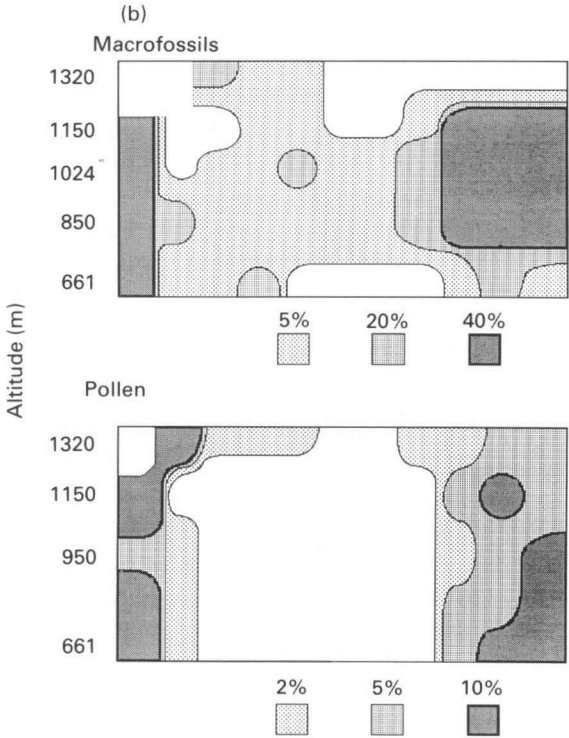 (b)
Macrofossils
1320
1150
1024
850
661
5% 20% 40%
Altitude (m)
Pollen
1320
1150
950
661
2% 5% 10%